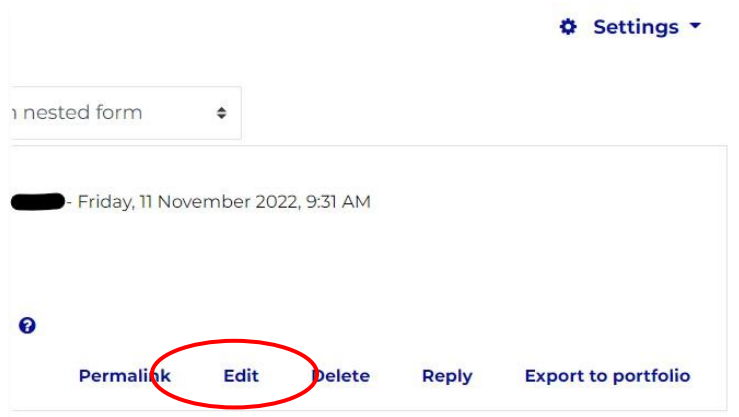 Settings
nested form
- Friday, 11 November 2022, 9:31 AM
Permalink Edit Delete Reply Export to portfolio